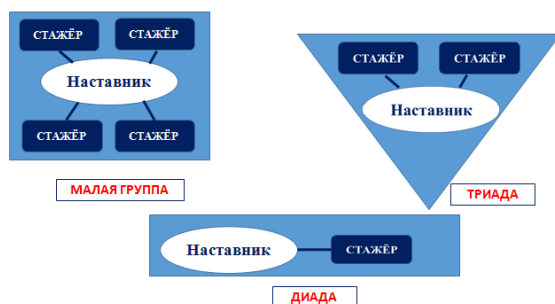 СТАЖЁР
СТАЖЁР
Наставник
СТАЖЁР
СТАЖЁР
МАЛАЯ ГРУППА
СТАЖЁР
СТАЖЁР
Наставник
ТРИАДА
Наставник
СТАЖЁР
ДИАДА